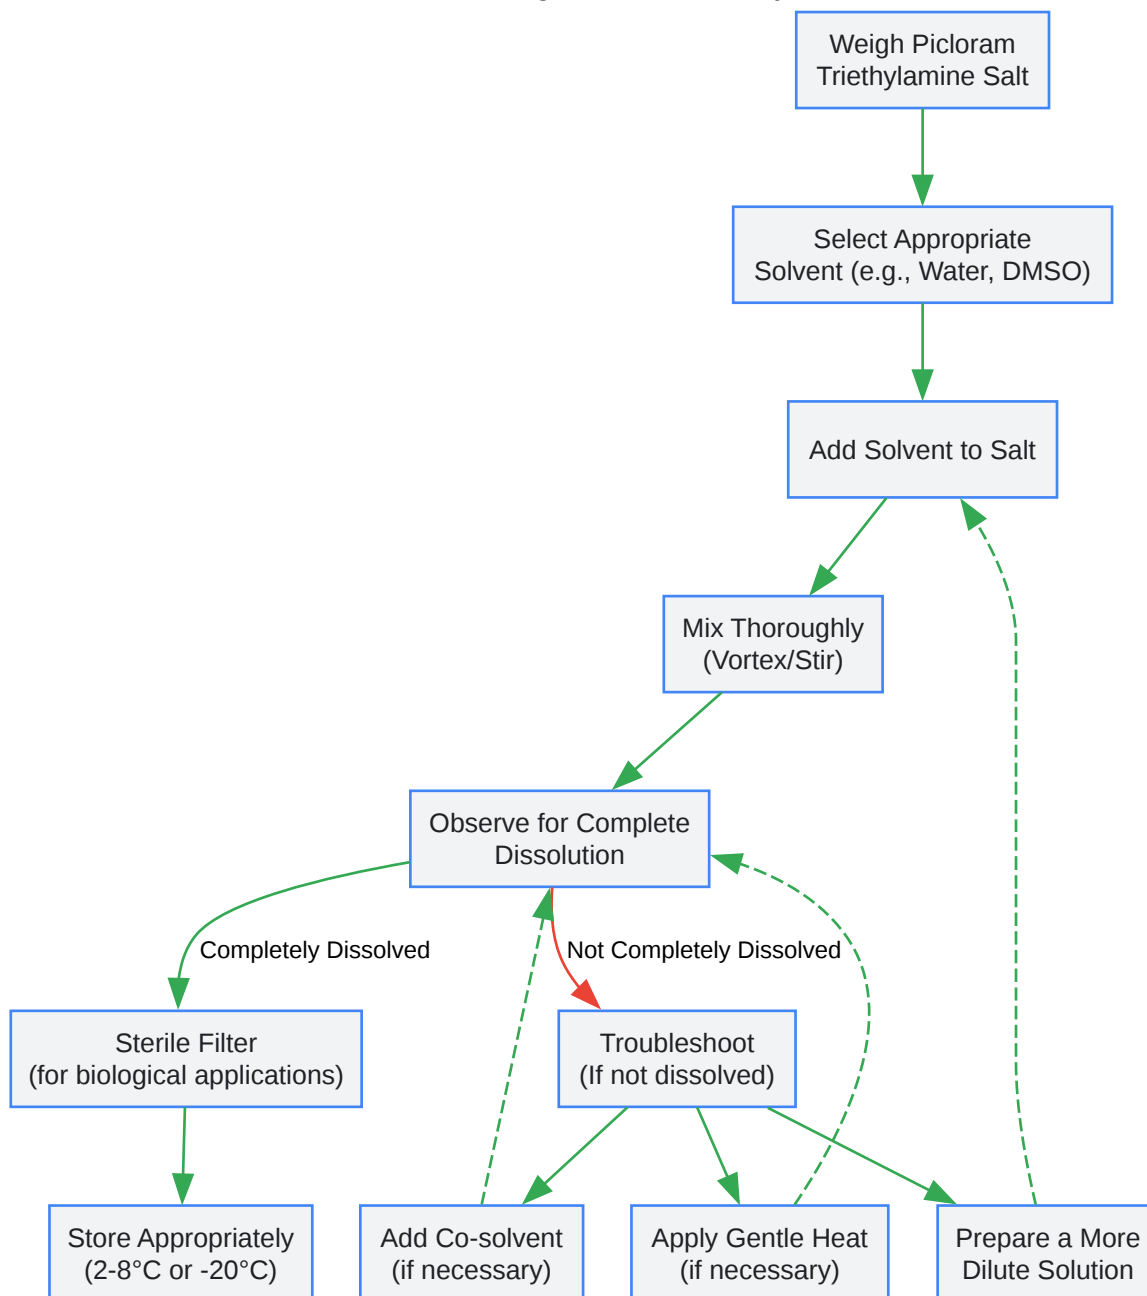 Weigh Picloram
Triethylamine Salt
Select Appropriate
Solvent (e.g., Water, DMSO)
Add Solvent to Salt
Mix Thoroughly
(Vortex/Stir)
Observe for Complete
Dissolution
Completely Dissolved
Not Completely Dissolved
Sterile Filter
(for biological applications)
Troubleshoot
(If not dissolved)
Store Appropriately
(2-8°C or -20°C)
Add Co-solvent
(if necessary)
Apply Gentle Heat
(if necessary)
Prepare a More
Dilute Solution